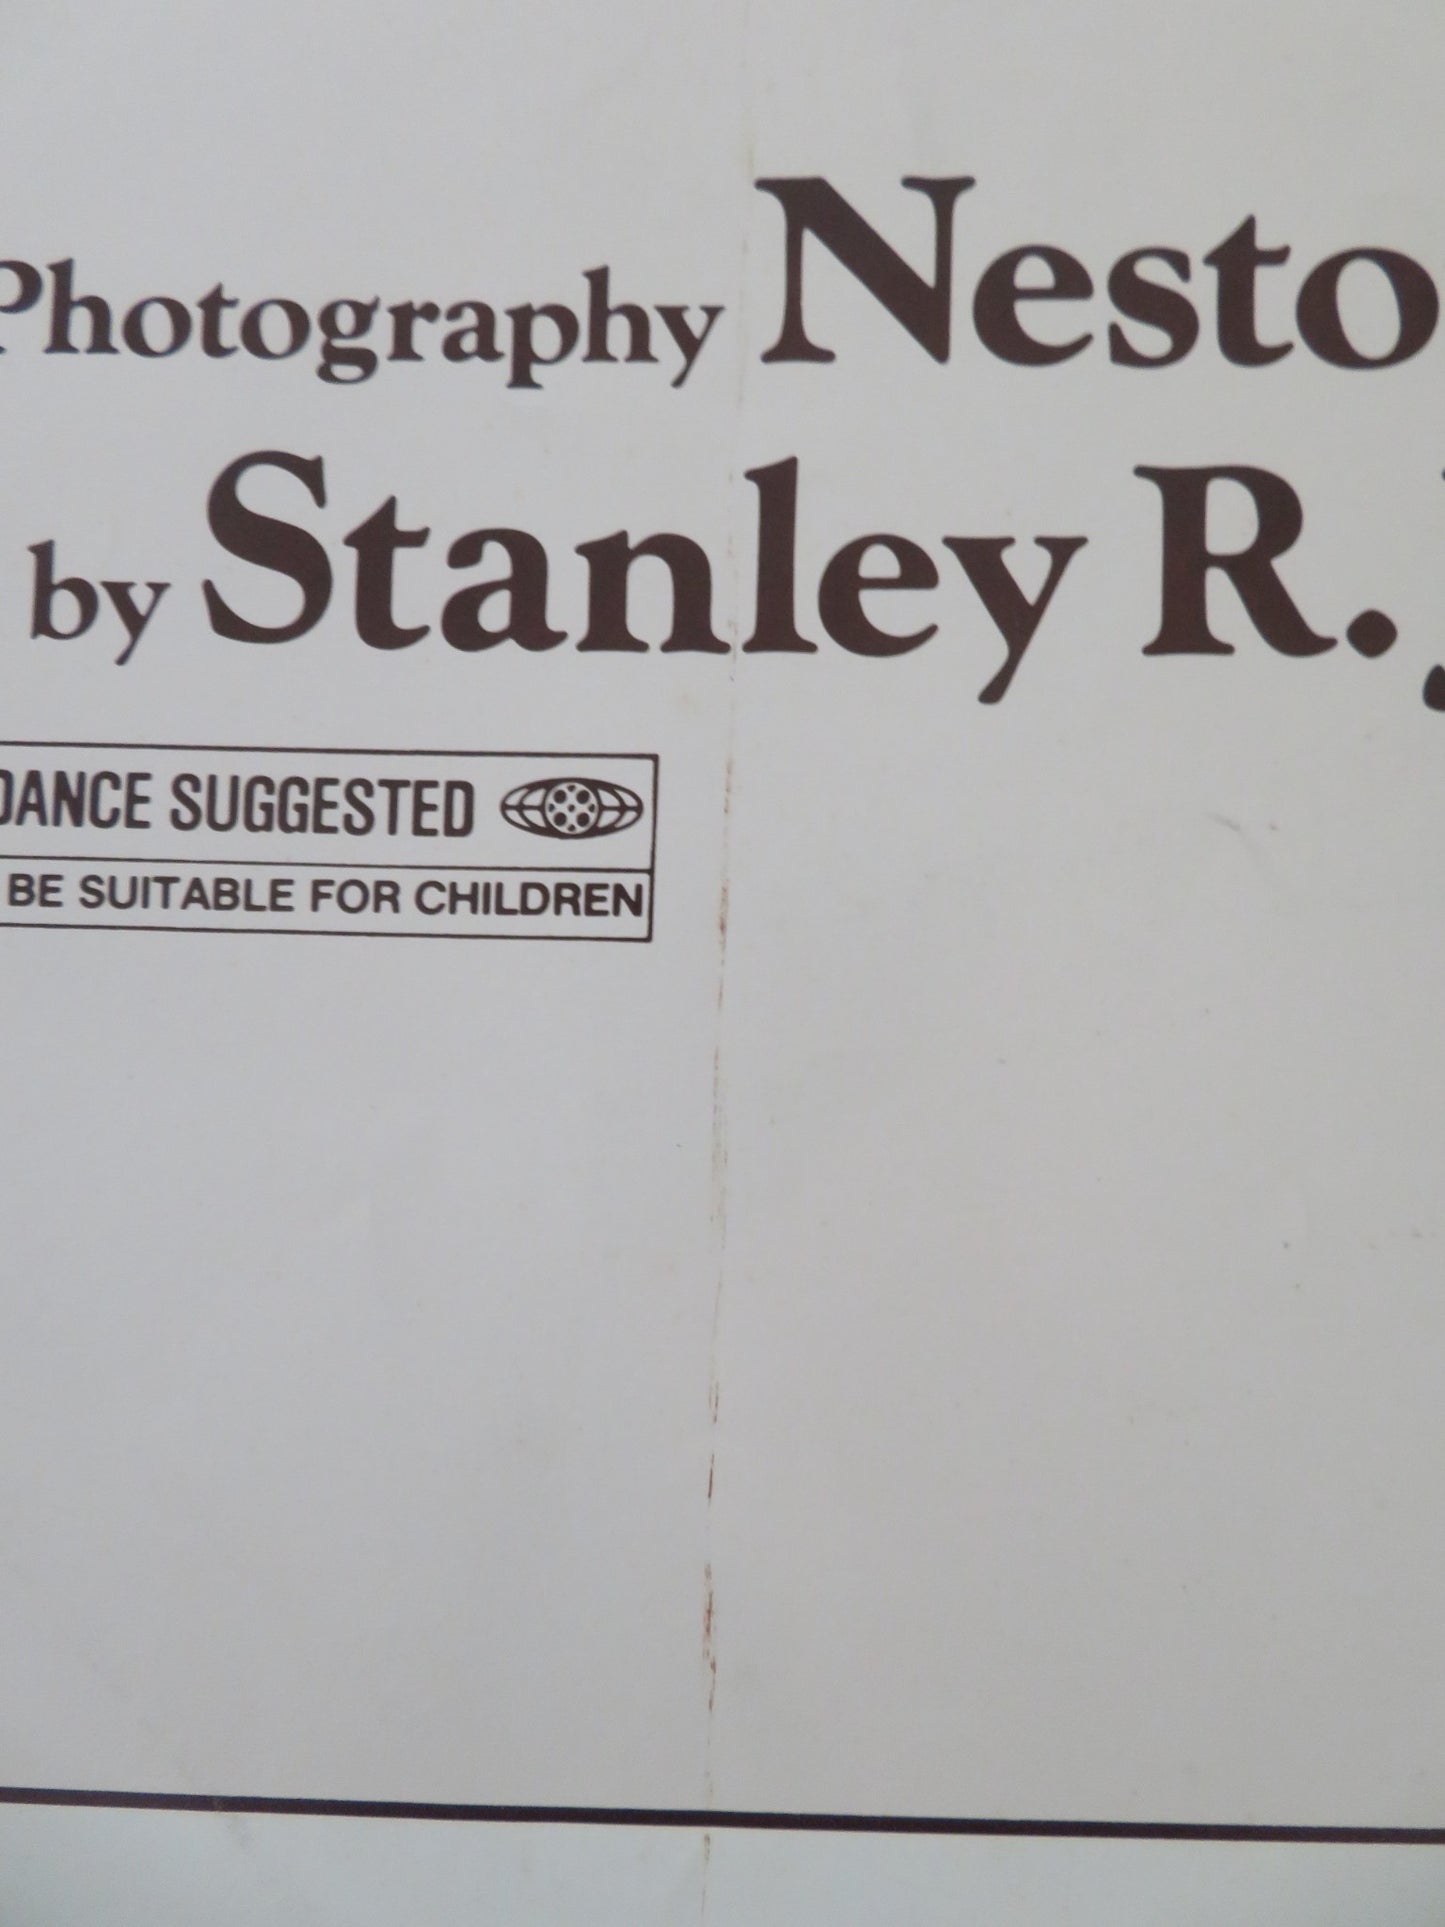 Photography Nesto
by Stanley R.
DANCE SUGGESTED
BE SUITABLE FOR CHILDREN